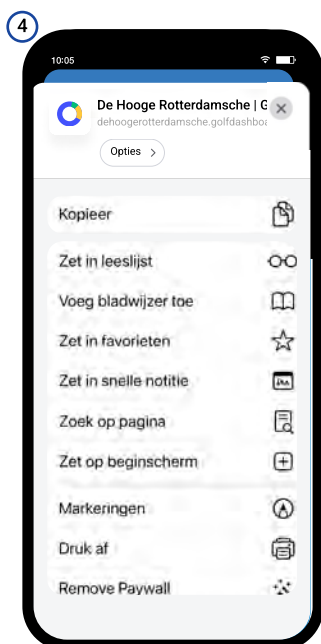 4
10:05
De Hooge Rotterdamsche | G
dehoogerotterdamsche.golfdashboa
Opties
Kopieer
Zet in leeslijst
Voeg bladwijzer toe
Zet in favorieten
Zet in snelle notitie
Zoek op pagina
Zet op beginscherm
Markeringen
Druk af
Remove Paywall